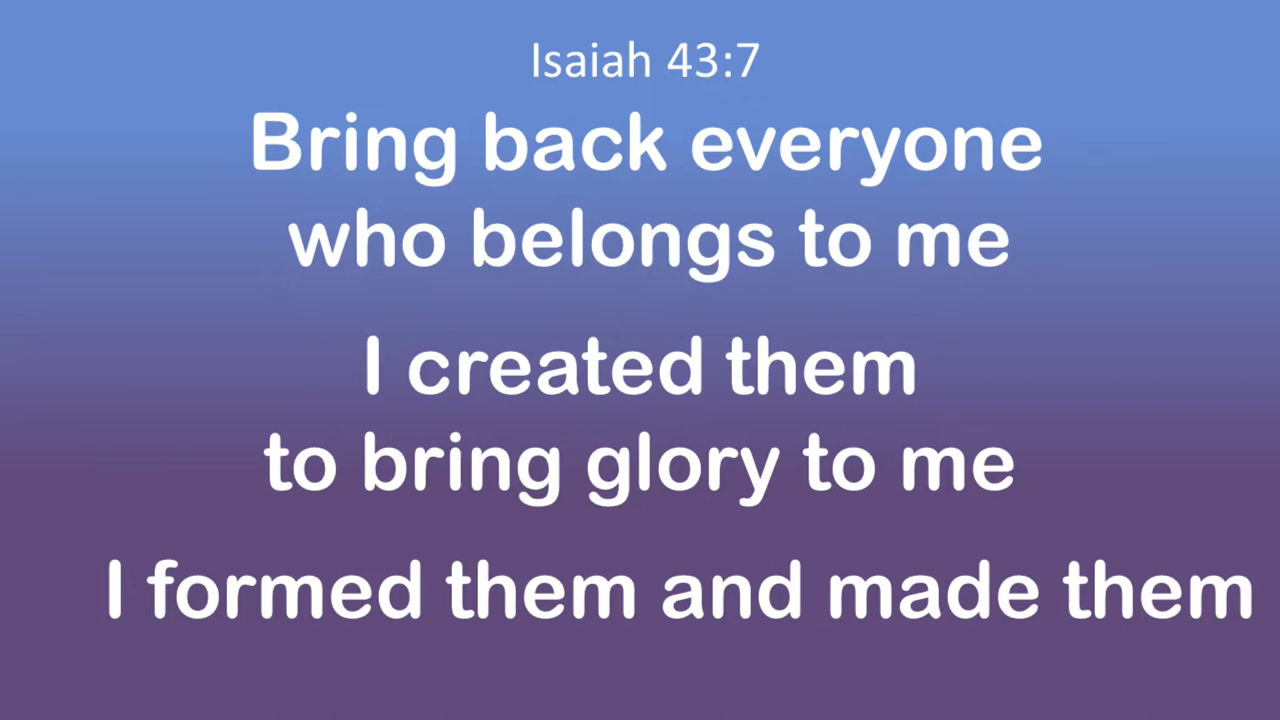 Isaiah 43:7
Bring back everyone
who belongs to me
I created them
to bring glory to me
I formed them and made them